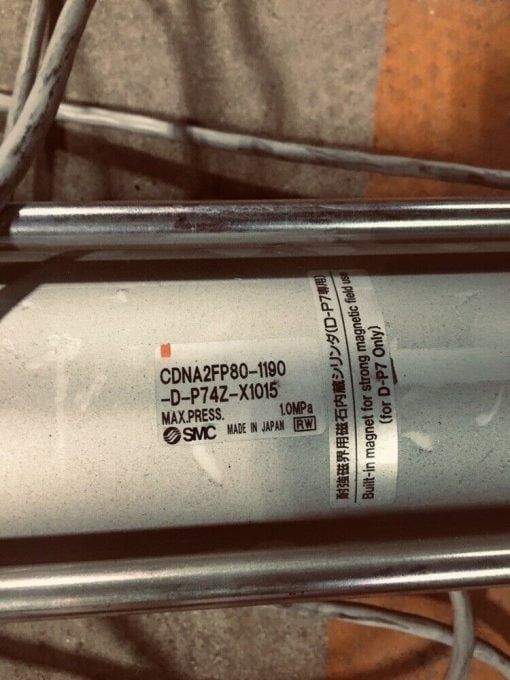 CDNA2FP80-1190
-D-P74Z-X1015
MAX.PRESS. 1.0MPa
SMC MADE IN JAPAN RW
耐強磁界用磁石内蔵シリンダ(D-P7専用)
Built-in magnet for strong magnetic field use
(for D-P7 Only)